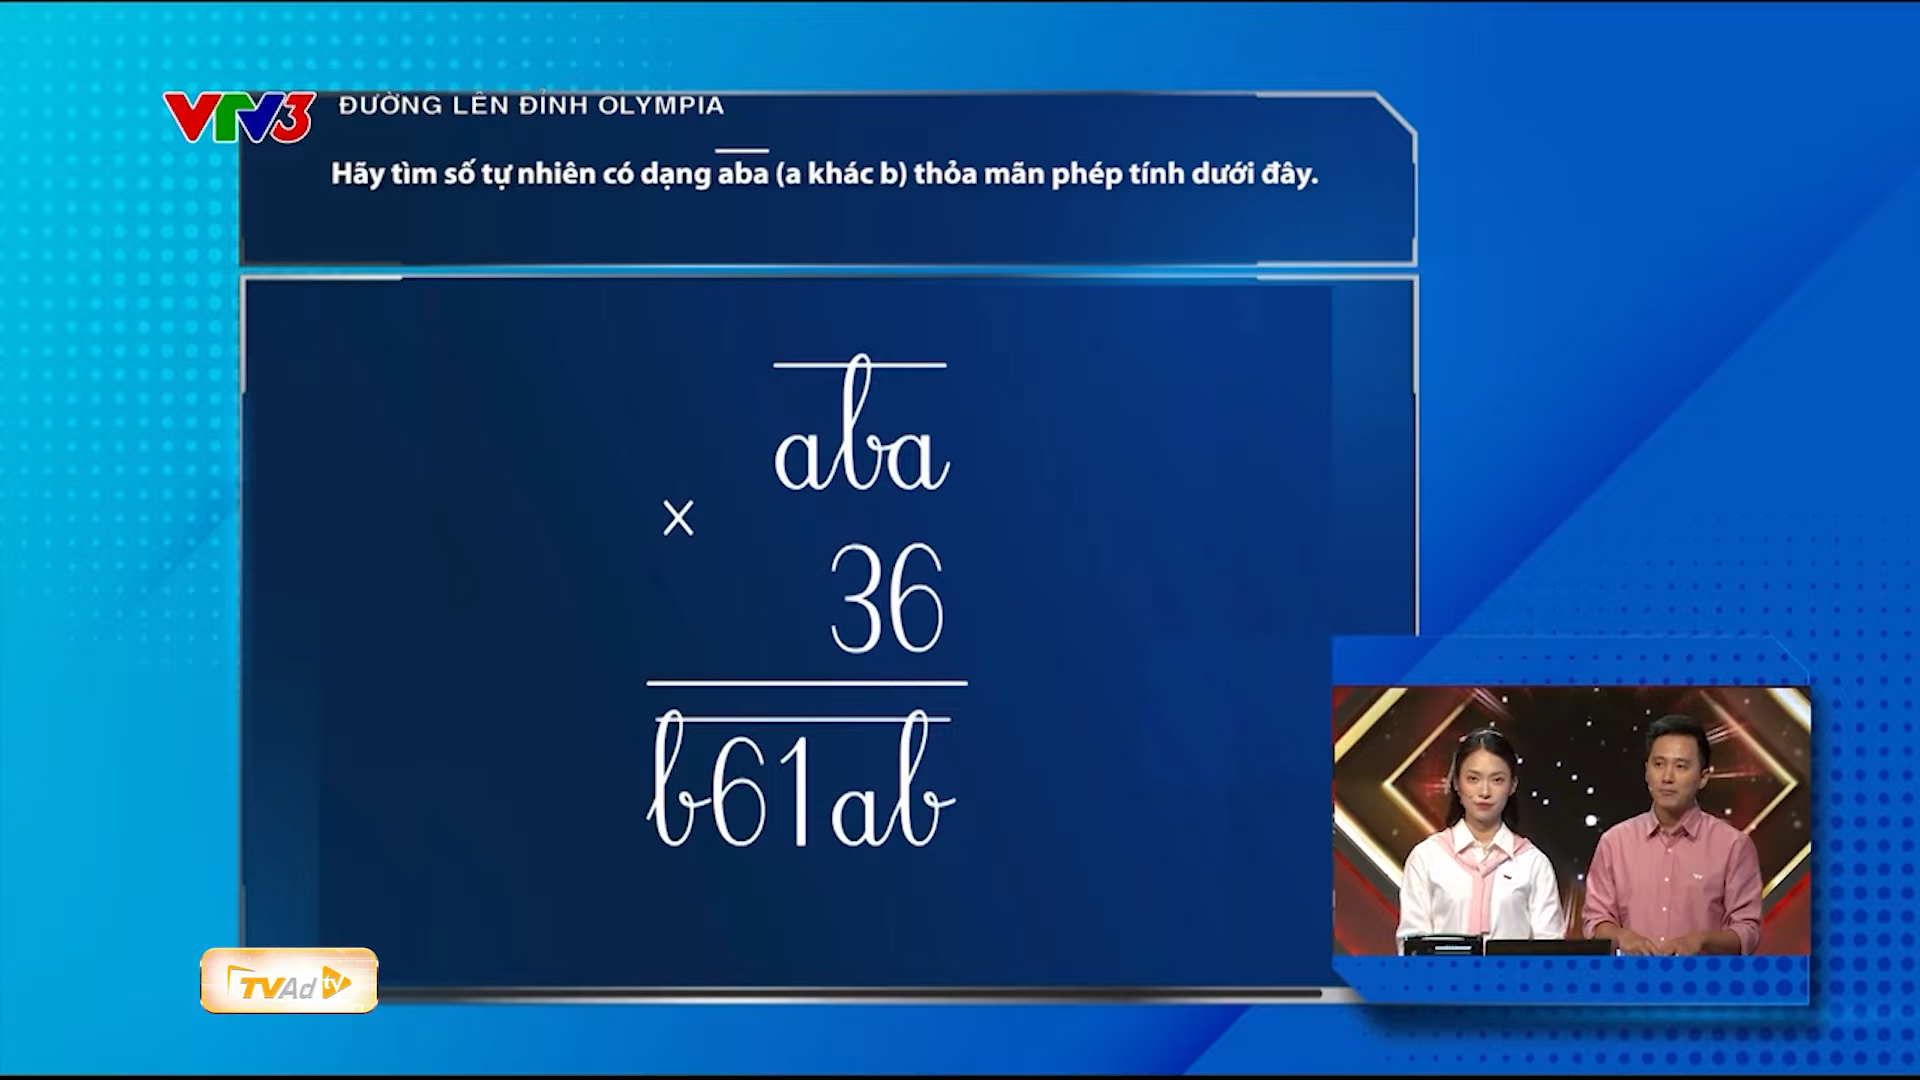 VTV3
ĐƯỜNG LÊN ĐỈNH OLYMPIA
Hãy tìm số tự nhiên có dạng aba (a khác b) thỏa mãn phép tính dưới đây.
aba
×
36
b61ab
TVAd tv